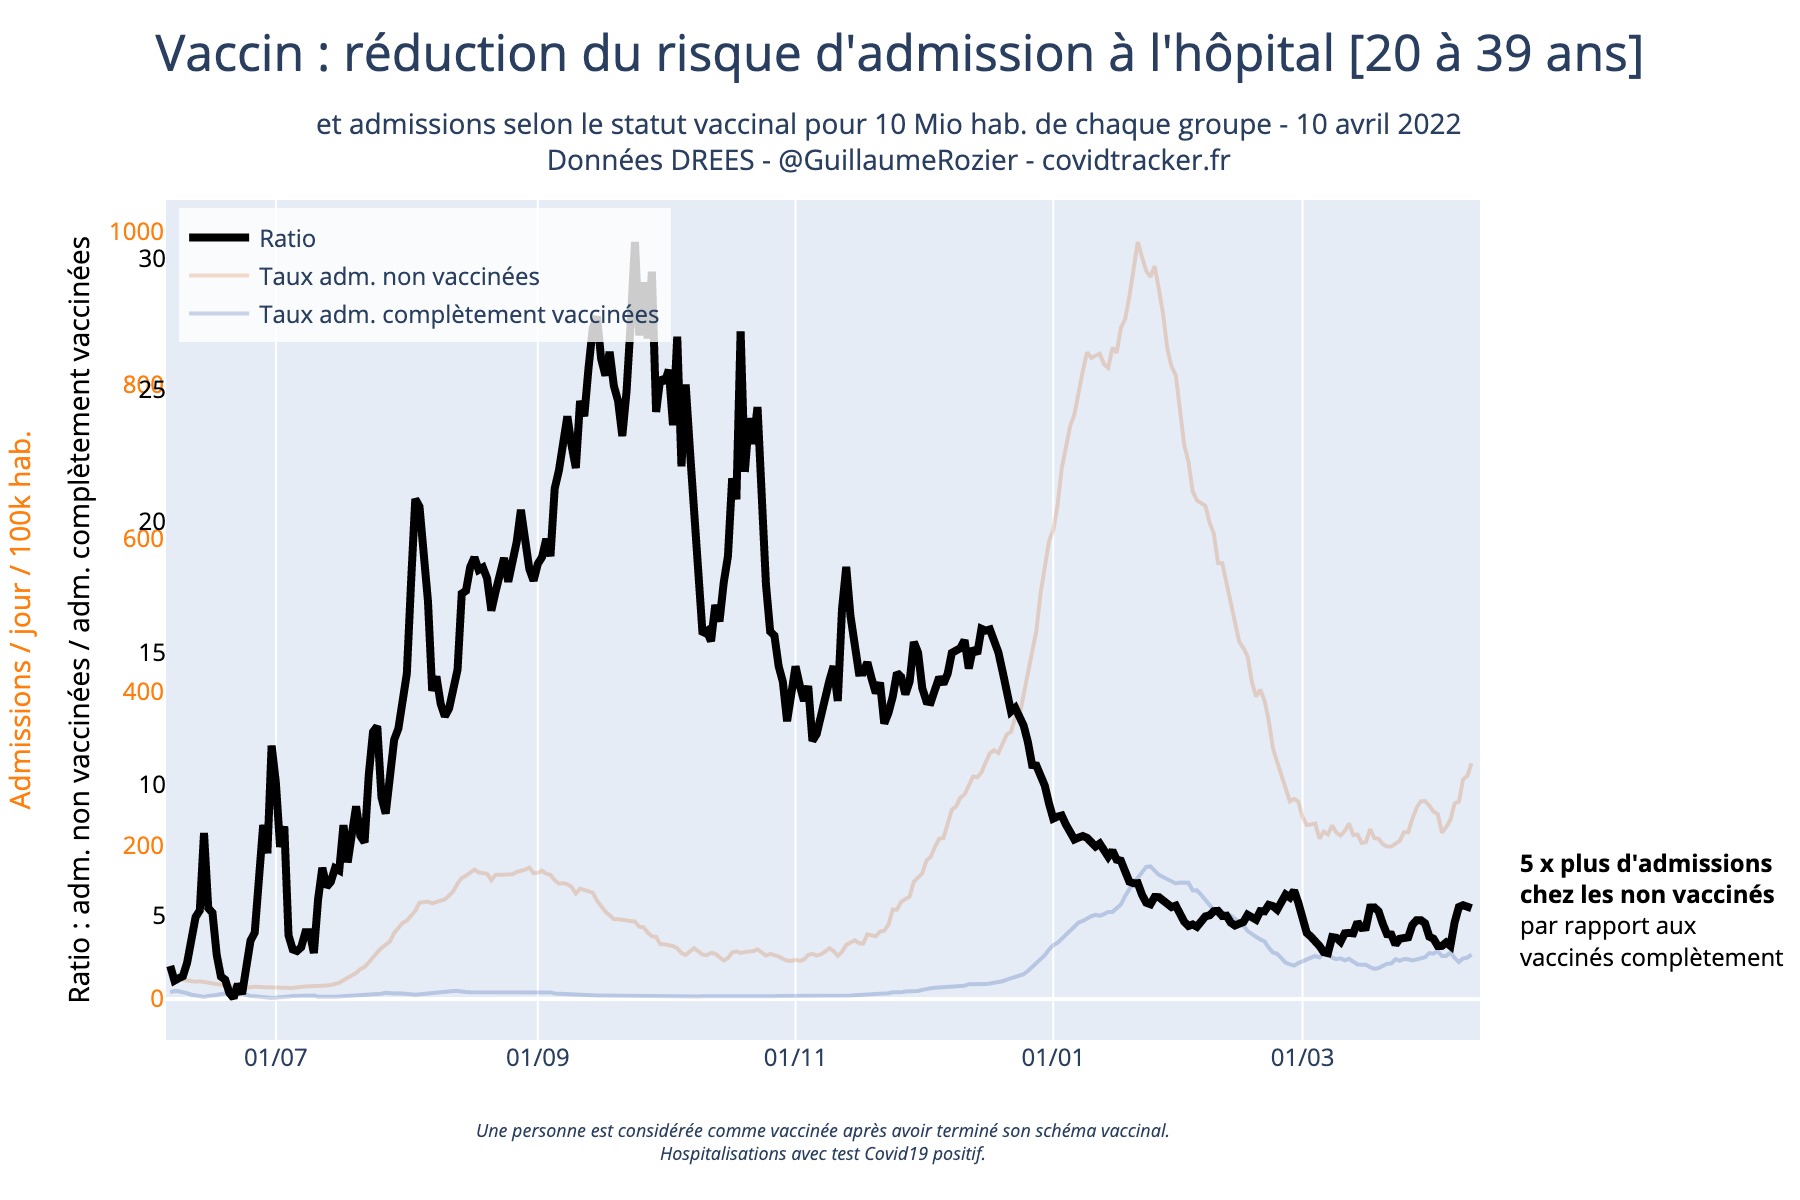 Vaccin : réduction du risque d'admission à l'hôpital [20 à 39 ans]
et admissions selon le statut vaccinal pour 10 Mio hab. de chaque groupe - 10 avril 2022
Données DREES - @GuillaumeRozier - covidtracker.fr
Admissions / jour / 100k hab.
Ratio : adm. non vaccinées / adm. complètement vaccinées
1000
800
600
400
200
0
30
25
20
15
10
5
Ratio
Taux adm. non vaccinées
Taux adm. complètement vaccinées
5 x plus d'admissions
chez les non vaccinés
par rapport aux
vaccinés complètement
01/07
01/09
01/11
01/01
01/03
Une personne est considérée comme vaccinée après avoir terminé son schéma vaccinal.
Hospitalisations avec test Covid19 positif.